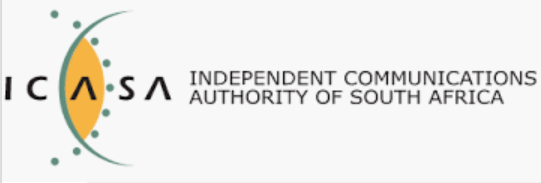 ICASA
INDEPENDENT COMMUNICATIONS
AUTHORITY OF SOUTH AFRICA